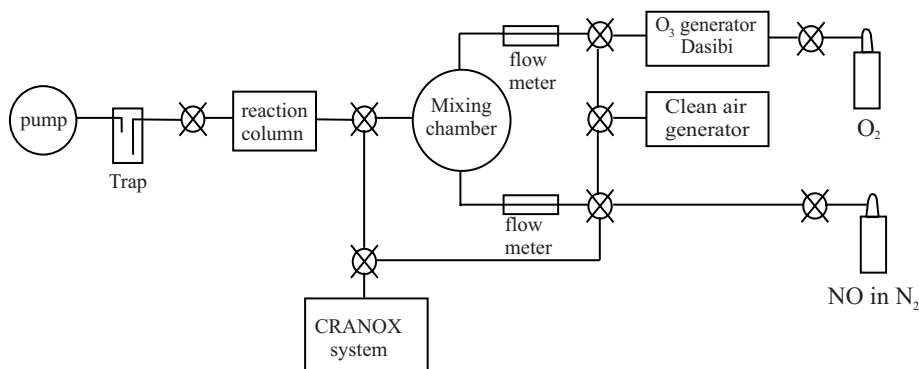 O₃ generator
Dasibi
flow
meter
pump
reaction
column
Mixing
chamber
Clean air
generator
O₂
Trap
flow
meter
NO in N₂
CRANOX
system